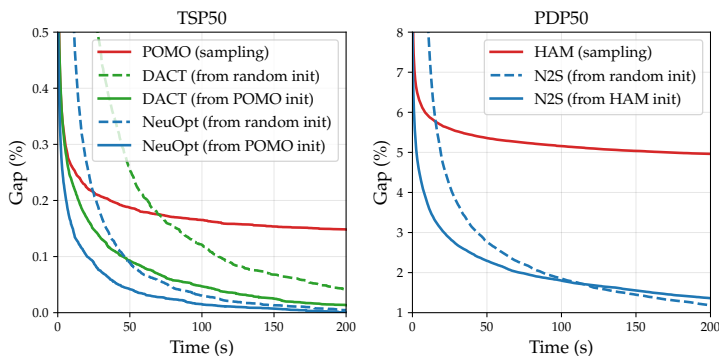 TSP50
Gap (%)
0.5
0.4
0.3
0.2
0.1
0.0
POMO (sampling)
DACT (from random init)
DACT (from POMO init)
NeuOpt (from random init)
NeuOpt (from POMO init)
0
50
100
150
200
Time (s)
PDP50
Gap (%)
8
7
6
5
4
3
2
1
HAM (sampling)
N2S (from random init)
N2S (from HAM init)
0
50
100
150
200
Time (s)